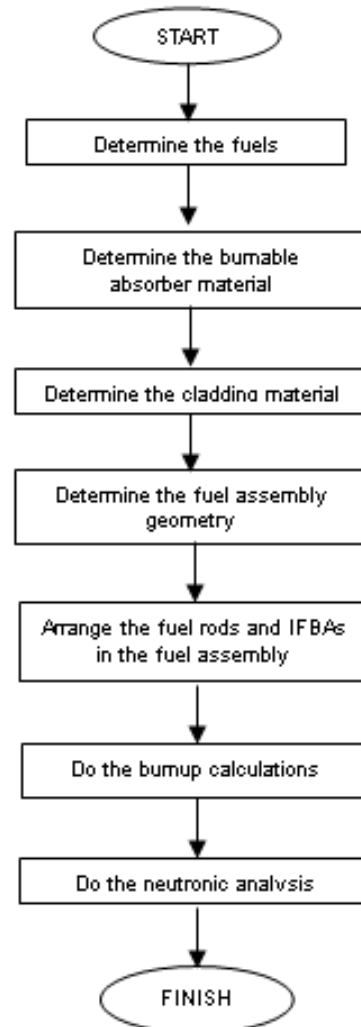 START
Determine the fuels
Determine the burnable
absorber material
Determine the cladding material
Determine the fuel assembly
geometry
Arrange the fuel rods and IFBAs
in the fuel assembly
Do the burnup calculations
Do the neutronic analysis
FINISH